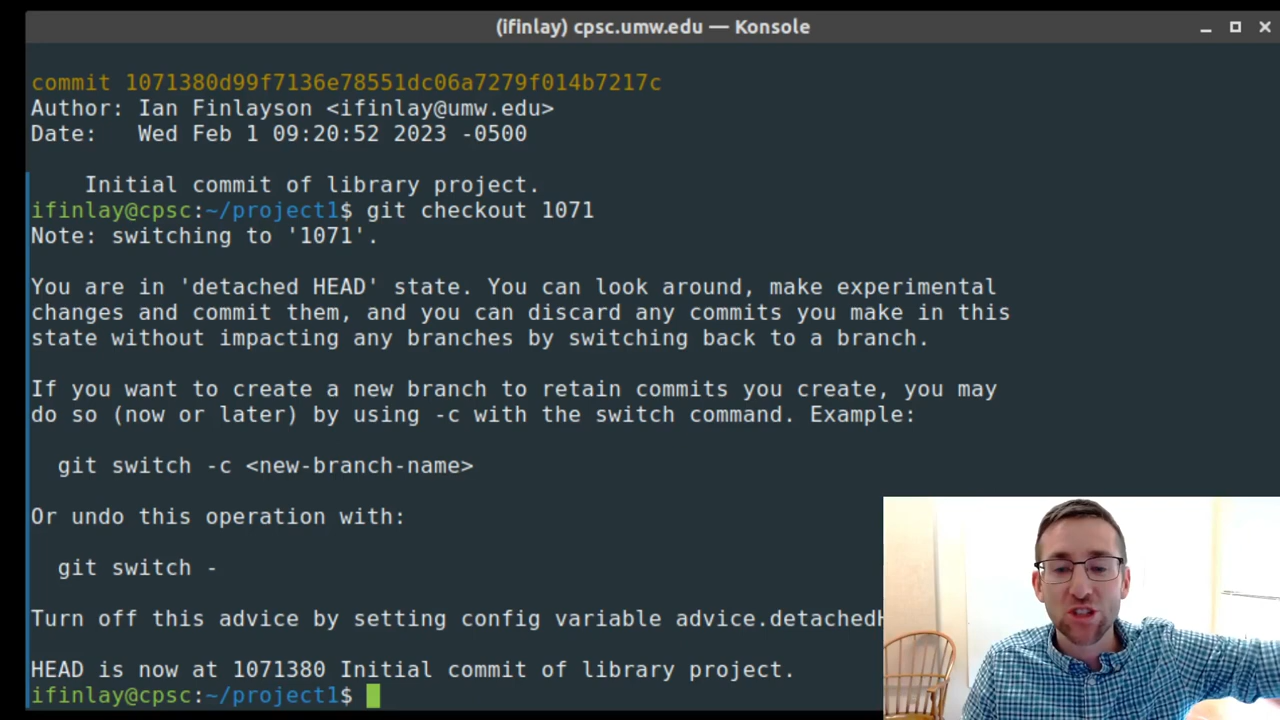 (ifinlay) cpsc.umw.edu — Konsole
commit 1071380d99f7136e78551dc06a7279f014b7217c
Author: Ian Finlayson <ifinlay@umw.edu>
Date:   Wed Feb 1 09:20:52 2023 -0500
    Initial commit of library project.
ifinlay@cpsc:~/project1$ git checkout 1071
Note: switching to '1071'.
You are in 'detached HEAD' state. You can look around, make experimental
changes and commit them, and you can discard any commits you make in this
state without impacting any branches by switching back to a branch.
If you want to create a new branch to retain commits you create, you may
do so (now or later) by using -c with the switch command. Example:
  git switch -c <new-branch-name>
Or undo this operation with:
  git switch -
Turn off this advice by setting config variable advice.detachedH
HEAD is now at 1071380 Initial commit of library project.
ifinlay@cpsc:~/project1$